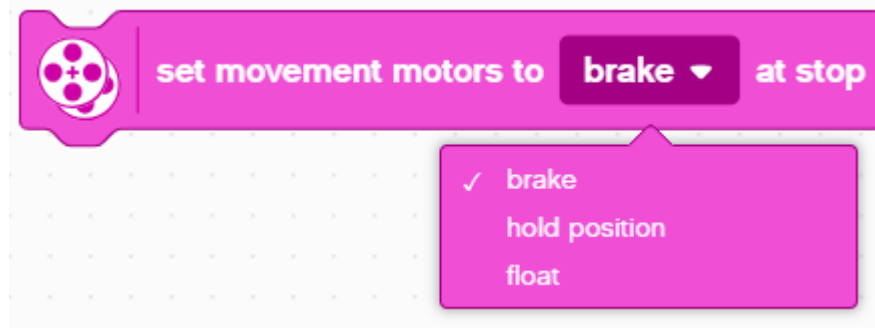 set movement motors to brake at stop
✓ brake
hold position
float